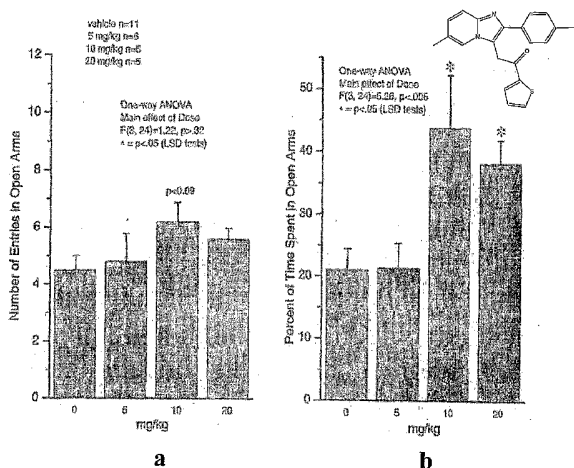 vehicle n=11
5 mg/kg n=6
10 mg/kg n=6
20 mg/kg n=5
One-way ANOVA
Main effect of Dose
F(3, 24)=1.22, p>.32
* = p<.05 (LSD tests)
p<0.09
Number of Entries in Open Arms
12
10
8
6
4
2
0
0 5 10 20
mg/kg
a
N
N
O
S
One-way ANOVA
Main effect of Dose
F(3, 24)=5.26, p<.006
* = p<.05 (LSD tests)
*
*
Percent of Time Spent in Open Arms
50
40
30
20
10
0
0 5 10 20
mg/kg
b